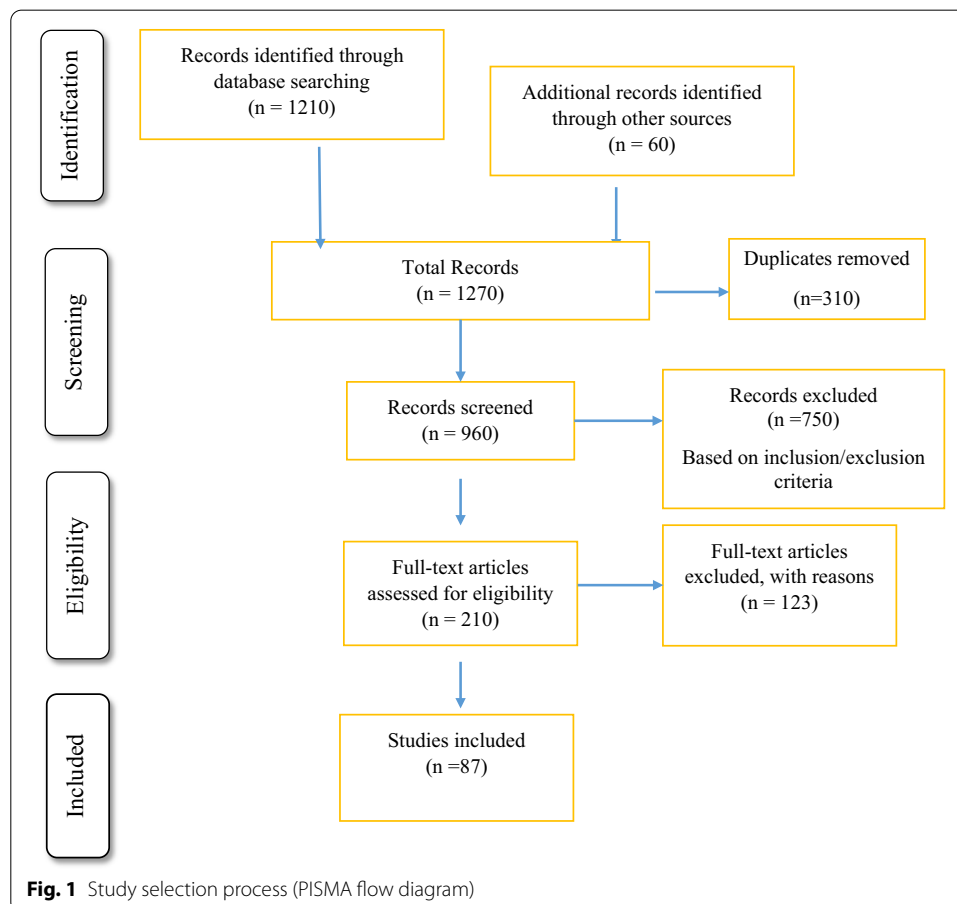 Identification
Records identified through
database searching
(n = 1210)
Additional records identified
through other sources
(n = 60)
Screening
Total Records
(n = 1270)
Duplicates removed
(n=310)
Records screened
(n = 960)
Records excluded
(n =750)
Based on inclusion/exclusion
criteria
Eligibility
Full-text articles
assessed for eligibility
(n = 210)
Full-text articles
excluded, with reasons
(n = 123)
Included
Studies included
(n =87)
Fig. 1 Study selection process (PISMA flow diagram)